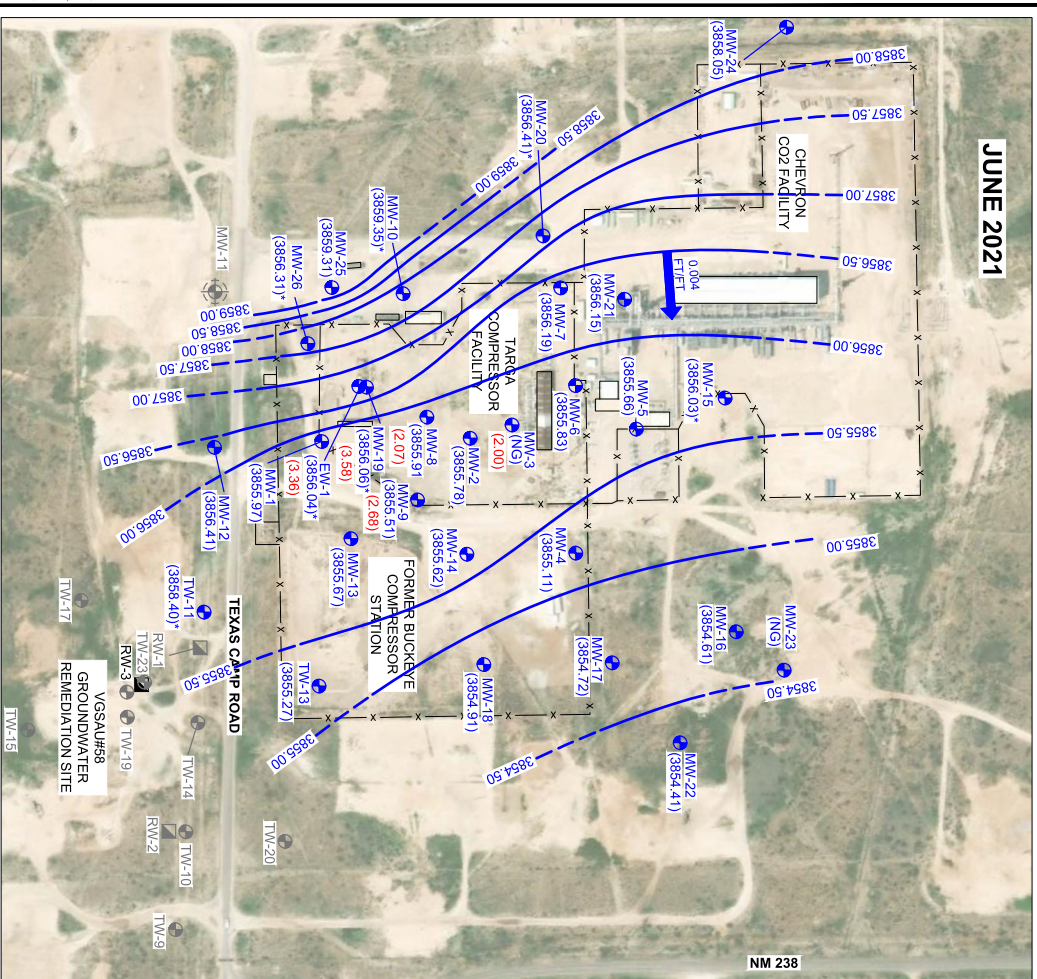 JUNE 2021
MW-24
(3858.05)
3858.00
3857.50
CHEVRON
CO2 FACILITY
3857.00
MW-20
(3856.41)*
3858.50
3859.00
3856.50
0.004
FT/FT
MW-21
(3856.15)
MW-7
(3856.19)
MW-10
(3859.35)*
MW-25
(3859.31)
MW-26
(3856.31)*
MW-11
3859.00
3858.50
3858.00
3857.50
3857.00
3856.50
3856.00
3856.00
TARGA
COMPRESSOR
FACILITY
MW-15
(3856.03)*
MW-5
(3855.66)
MW-6
(3855.83)
MW-3
(NG)
(2.00)
MW-2
(3855.78)
MW-8
(3855.91
(2.07)
MW-9
(3855.51)
(2.68)
MW-19
(3856.06)*
(3.58)
EW-1
(3856.04)*
(3.36)
MW-1
(3855.97)
MW-12
(3856.41)
3855.50
3855.00
MW-4
(3855.11)
MW-14
(3855.62)
MW-13
(3855.67)
FORMER BUCKEYE
COMPRESSOR
STATION
TW-11
(3858.40)*
TW-17
MW-23
(NG)
MW-16
(3854.61)
MW-17
(3854.72)
MW-18
(3854.91)
TW-13
(3855.27)
3855.50
3855.00
3854.50
3854.50
MW-22
(3854.41)
TEXAS CAMP ROAD
RW-1
TW-23
RW-3
TW-19
VGSAU#58
GROUNDWATER
REMEDIATION SITE
TW-15
TW-14
RW-2
TW-10
TW-20
TW-9
NM 238